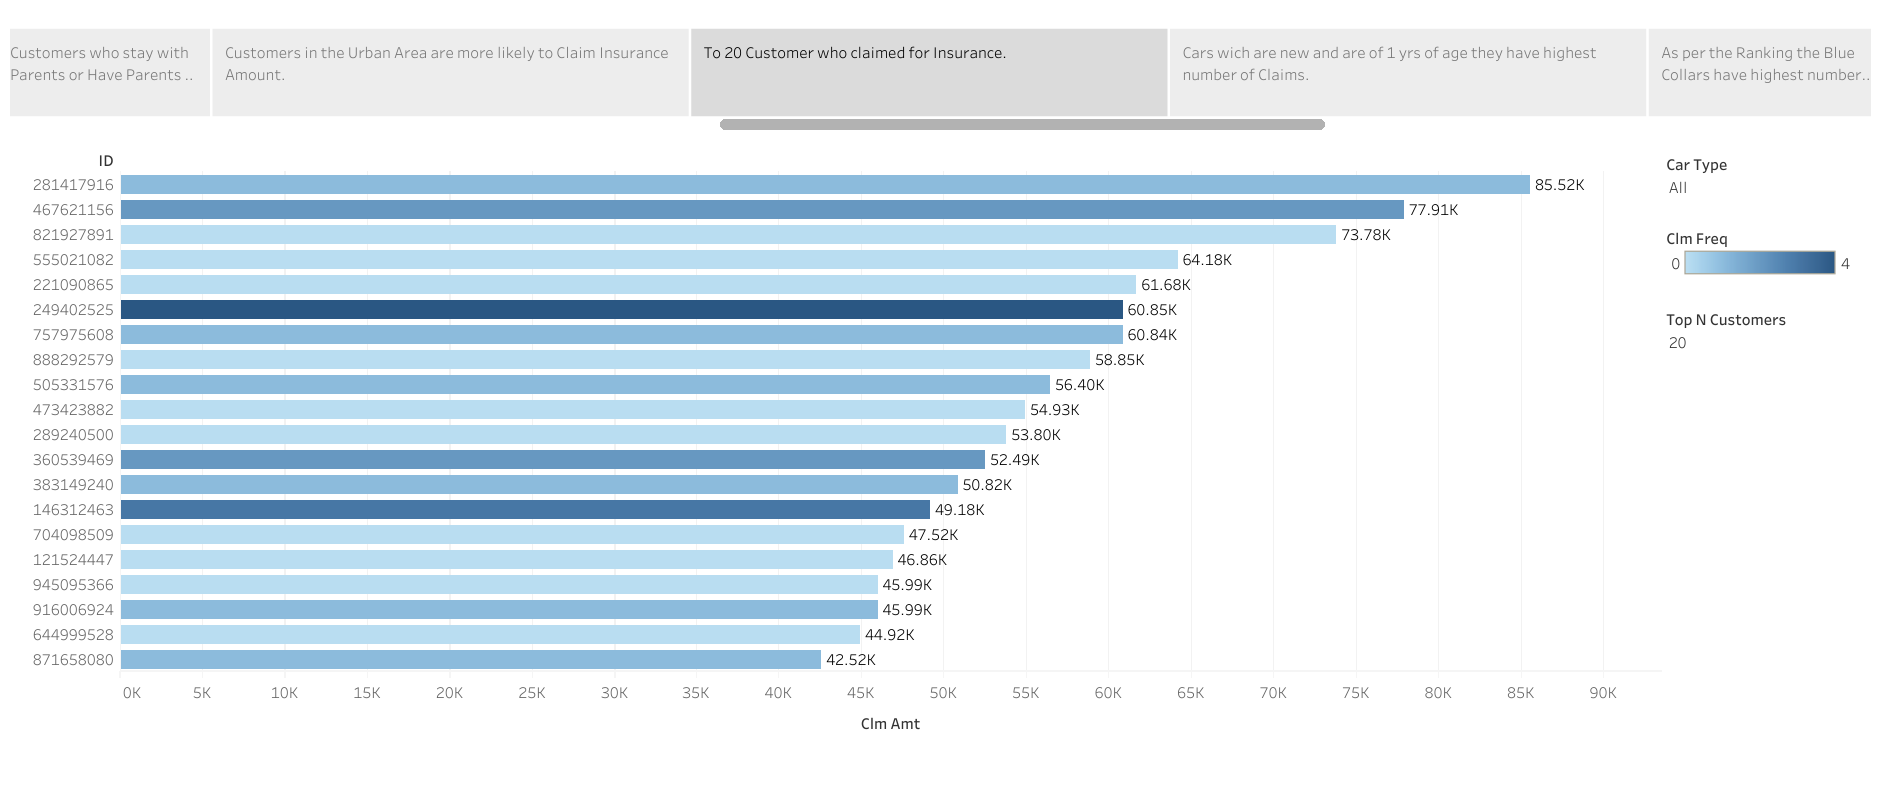 Customers who stay with
Parents or Have Parents ..
Customers in the Urban Area are more likely to Claim Insurance
Amount.
To 20 Customer who claimed for Insurance.
Cars wich are new and are of 1 yrs of age they have highest
number of Claims.
As per the Ranking the Blue
Collars have highest number..
ID
281417916 85.52K
467621156 77.91K
821927891 73.78K
555021082 64.18K
221090865 61.68K
249402525 60.85K
757975608 60.84K
888292579 58.85K
505331576 56.40K
473423882 54.93K
289240500 53.80K
360539469 52.49K
383149240 50.82K
146312463 49.18K
704098509 47.52K
121524447 46.86K
945095366 45.99K
916006924 45.99K
644999528 44.92K
871658080 42.52K
0K 5K 10K 15K 20K 25K 30K 35K 40K 45K 50K 55K 60K 65K 70K 75K 80K 85K 90K
Clm Amt
Car Type
All
Clm Freq
0 4
Top N Customers
20